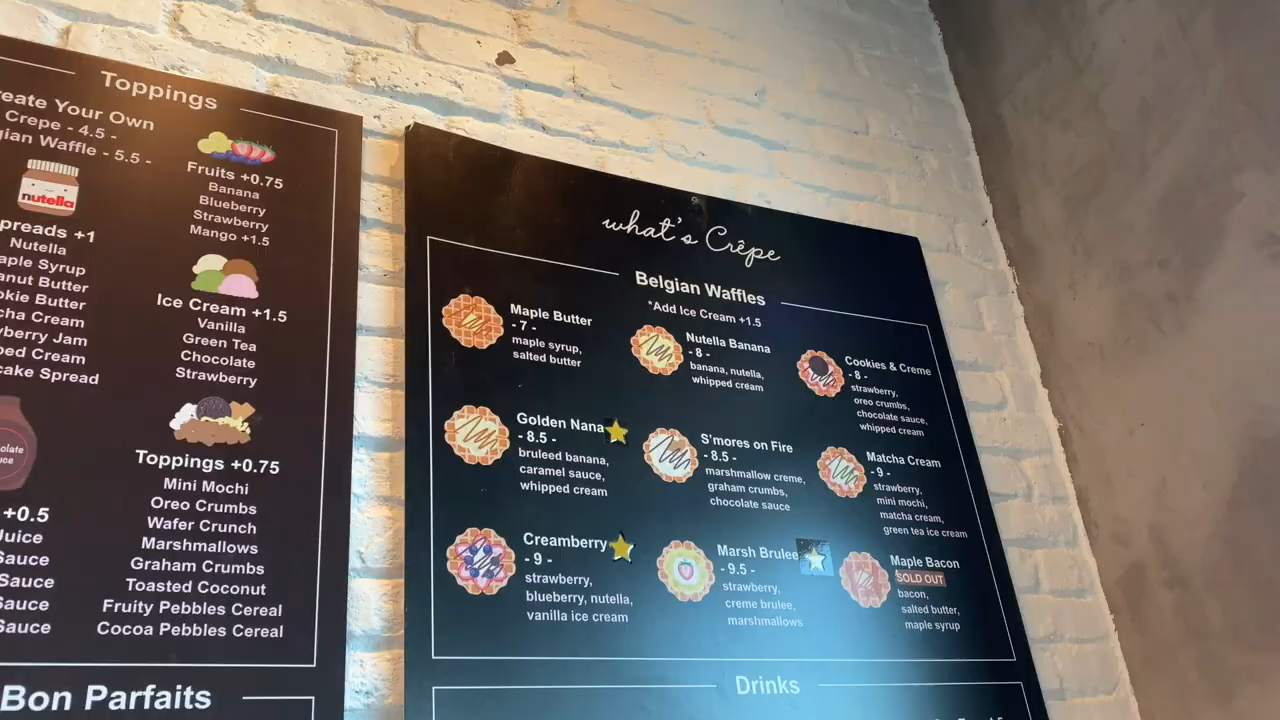 Toppings
reate Your Own
Crepe - 4.5 -
gian Waffle - 5.5 -
nutella
preads +1
Nutella
aple Syrup
anut Butter
okie Butter
cha Cream
yberry Jam
ped Cream
cake Spread
olate
uce
+0.5
Juice
Sauce
Sauce
Sauce
Sauce
Fruits +0.75
Banana
Blueberry
Strawberry
Mango +1.5
Ice Cream +1.5
Vanilla
Green Tea
Chocolate
Strawberry
Toppings +0.75
Mini Mochi
Oreo Crumbs
Wafer Crunch
Marshmallows
Graham Crumbs
Toasted Coconut
Fruity Pebbles Cereal
Cocoa Pebbles Cereal
Bon Parfaits
what's Crêpe
Belgian Waffles
*Add Ice Cream +1.5
Maple Butter
- 7 -
maple syrup,
salted butter
Nutella Banana
- 8 -
banana, nutella,
whipped cream
Cookies & Creme
- 8 -
strawberry,
oreo crumbs,
chocolate sauce,
whipped cream
Golden Nana
- 8.5 -
bruleed banana,
caramel sauce,
whipped cream
S'mores on Fire
- 8.5 -
marshmallow creme,
graham crumbs,
chocolate sauce
Matcha Cream
- 9 -
strawberry,
mini mochi,
matcha cream,
green tea ice cream
Creamberry
- 9 -
strawberry,
blueberry, nutella,
vanilla ice cream
Marsh Brulee
- 9.5 -
strawberry,
creme brulee,
marshmallows
Maple Bacon
SOLD OUT
bacon,
salted butter,
maple syrup
Drinks